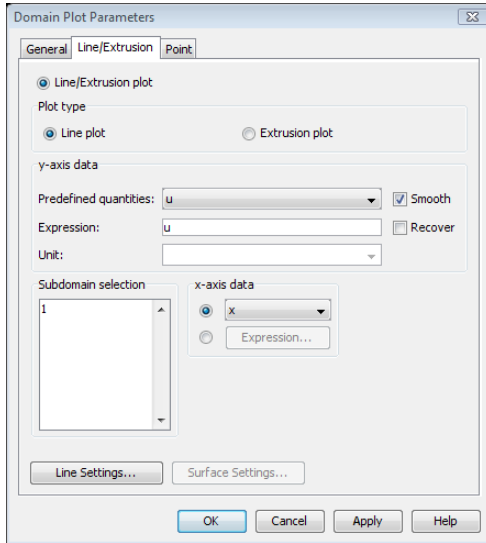 Domain Plot Parameters
General Line/Extrusion Point
Line/Extrusion plot
Plot type
Line plot Extrusion plot
y-axis data
Predefined quantities: u Smooth
Expression: u Recover
Unit:
Subdomain selection x-axis data
1 x
Expression...
Line Settings... Surface Settings...
OK Cancel Apply Help